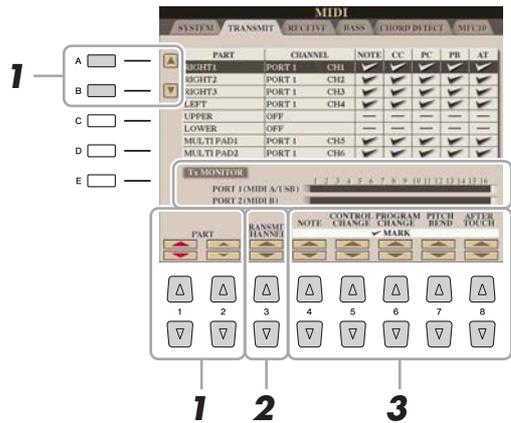 MIDI
SYSTEM TRANSMIT RECEIVE BASS CHORD DETECT MFC10
PART CHANNEL NOTE CC PC PB AT
RIGHT1 PORT 1 CH1
RIGHT2 PORT 1 CH2
RIGHT3 PORT 1 CH3
LEFT PORT 1 CH4
UPPER OFF
LOWER OFF
MULTI PAD1 PORT 1 CH5
MULTI PAD2 PORT 1 CH6
1
A
B
C
D
E
Tx MONITOR
1 2 3 4 5 6 7 8 9 10 11 12 13 14 15 16
PORT 1 (MIDI A/USB)
PORT 2 (MIDI B)
PART
TRANSMIT CHANNEL
NOTE CONTROL CHANGE PROGRAM CHANGE PITCH BEND AFTER TOUCH
MARK
1 2 3 4 5 6 7 8
1 2 3